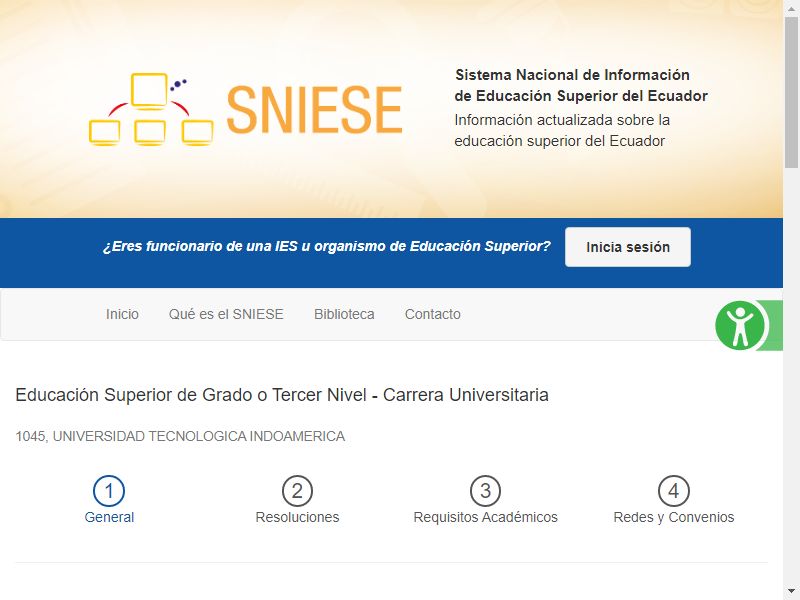 SNIESE
Sistema Nacional de Información
de Educación Superior del Ecuador
Información actualizada sobre la
educación superior del Ecuador
¿Eres funcionario de una IES u organismo de Educación Superior?
Inicia sesión
Inicio
Qué es el SNIESE
Biblioteca
Contacto
Educación Superior de Grado o Tercer Nivel - Carrera Universitaria
1045, UNIVERSIDAD TECNOLOGICA INDOAMERICA
1
General
2
Resoluciones
3
Requisitos Académicos
4
Redes y Convenios